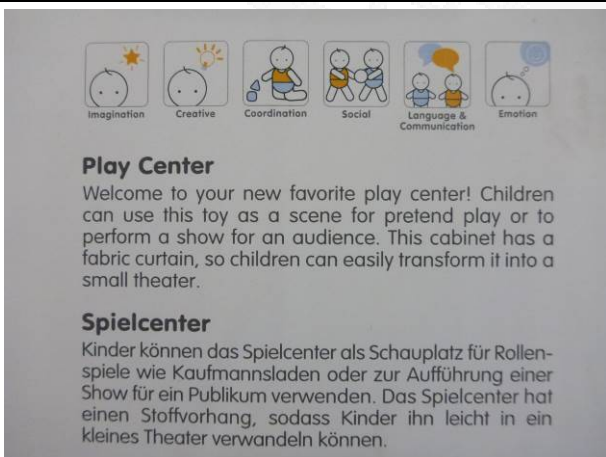 Imagination Creative Coordination Social Language & Communication Emotion
Play Center
Welcome to your new favorite play center! Children
can use this toy as a scene for pretend play or to
perform a show for an audience. This cabinet has a
fabric curtain, so children can easily transform it into a
small theater.
Spielcenter
Kinder können das Spielcenter als Schauplatz für Rollen-
spiele wie Kaufmannsladen oder zur Aufführung einer
Show für ein Publikum verwenden. Das Spielcenter hat
einen Stoffvorhang, sodass Kinder ihn leicht in ein
kleines Theater verwandeln können.